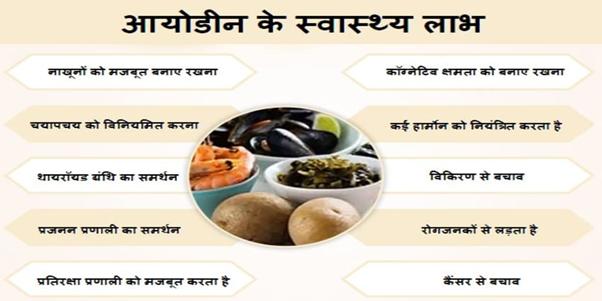 आयोडीन के स्वास्थ्य लाभ
नाखूनों को मजबूत बनाए रखना
कॉग्नेटिव क्षमता को बनाए रखना
चयापचय को विनियमित करना
कई हार्मोन को नियंत्रित करता है
थायरॉयड ग्रंथि का समर्थन
विकिरण से बचाव
प्रजनन प्रणाली का समर्थन
रोगजनकों से लड़ता है
प्रतिरक्षा प्रणाली को मजबूत करता है
कैंसर से बचाव